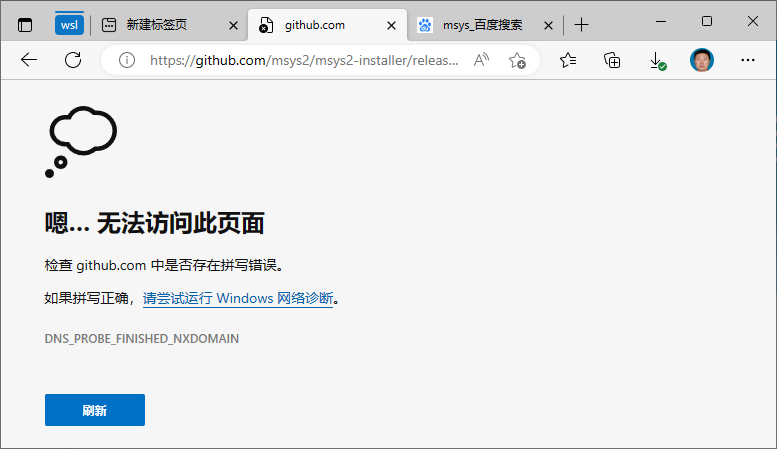 wsl
新建标签页
github.com
msys_百度搜索
https://github.com/msys2/msys2-installer/releas...
嗯... 无法访问此页面
检查 github.com 中是否存在拼写错误。
如果拼写正确，请尝试运行 Windows 网络诊断。
DNS_PROBE_FINISHED_NXDOMAIN
刷新